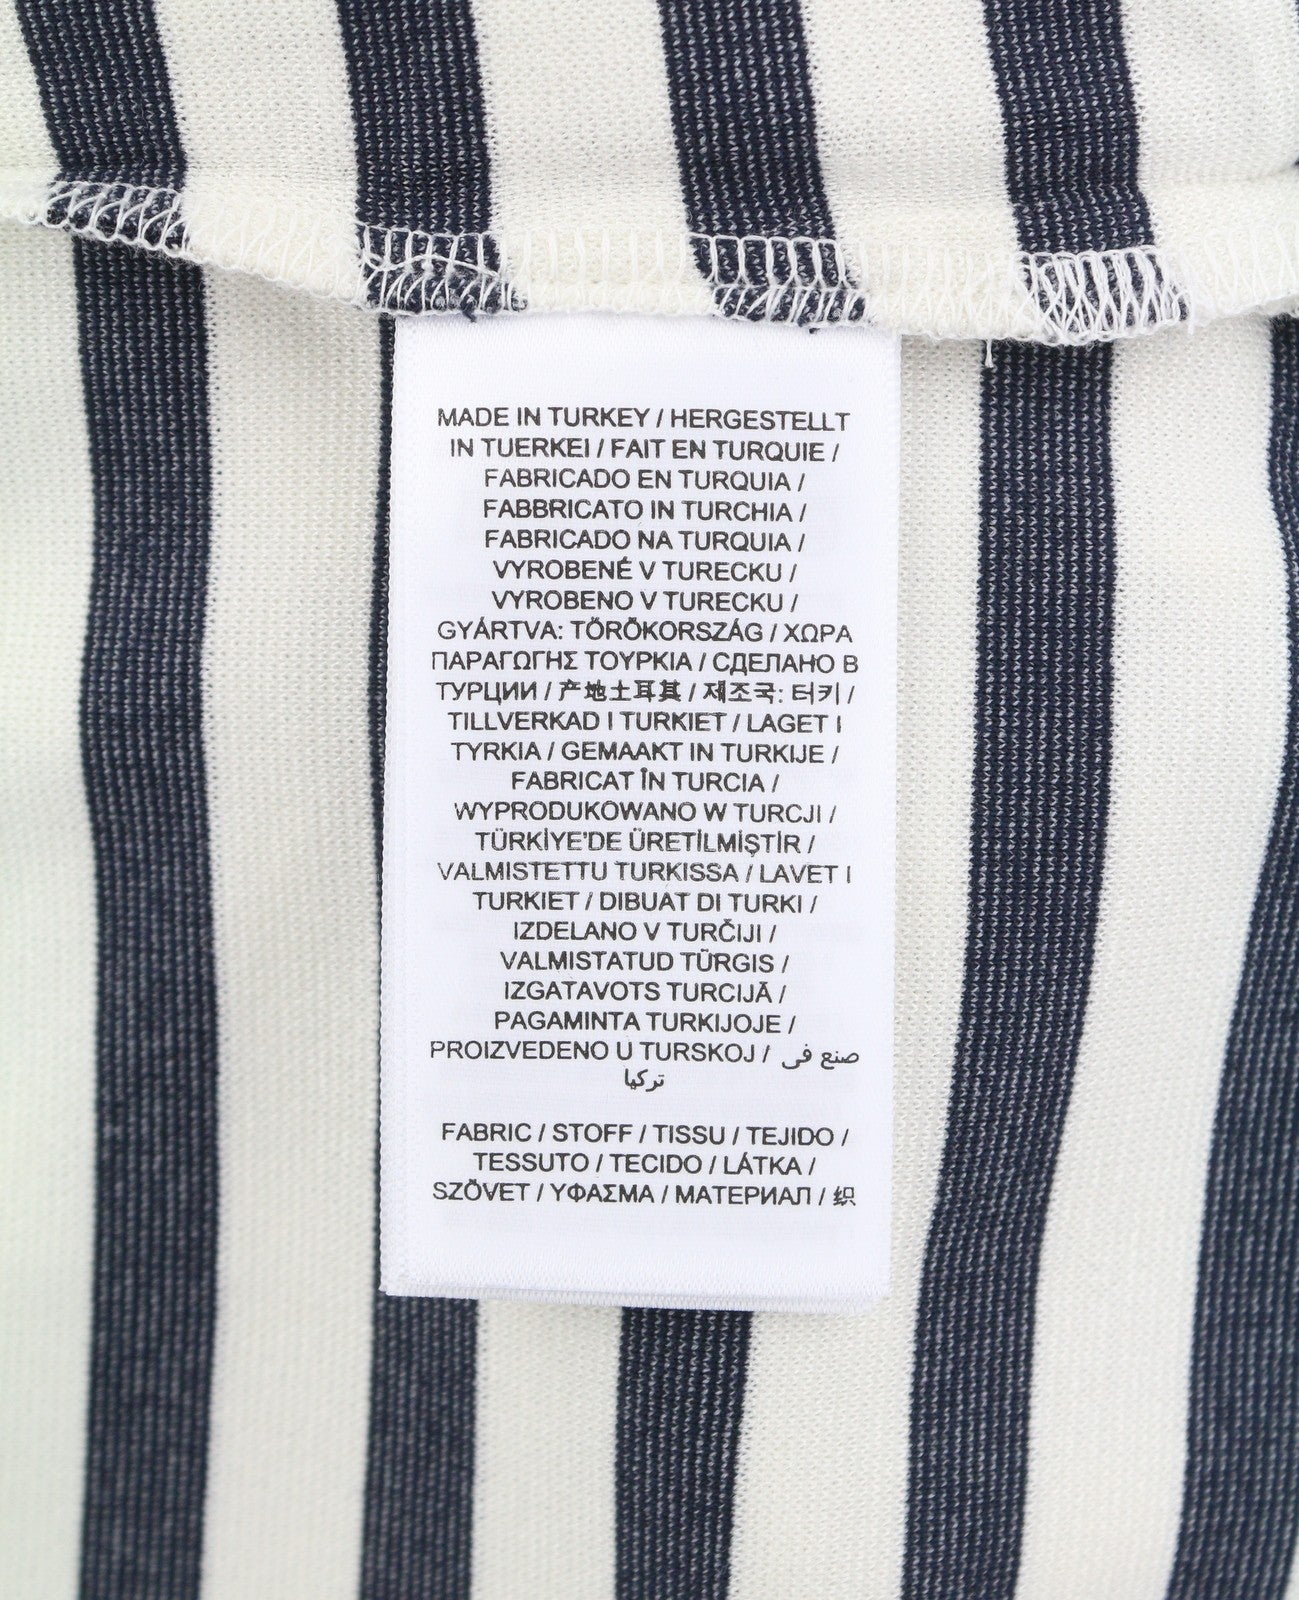 MADE IN TURKEY / HERGESTELLT
IN TUERKEI / FAIT EN TURQUIE /
FABRICADO EN TURQUIA /
FABBRICATO IN TURCHIA /
FABRICADO NA TURQUIA /
VYROBENÉ V TURECKU /
VYROBENO V TURECKU /
GYÁRTVA: TÖRÖKORSZÁG / ΧΩΡΑ
ΠΑΡΑΓΩΓΗΣ ΤΟΥΡΚΙΑ / СДЕЛАНО В
ТУРЦИИ / 产地土耳其 / 제조국: 터키 /
TILLVERKAD I TURKIET / LAGET I
TYRKIA / GEMAAKT IN TURKIJE /
FABRICAT ÎN TURCIA /
WYPRODUKOWANO W TURCJI /
TÜRKİYE'DE ÜRETİLMİŞTİR /
VALMISTETTU TURKISSA / LAVET I
TURKIET / DIBUAT DI TURKI /
IZDELANO V TURČIJI /
VALMISTATUD TÜRGIS /
IZGATAVOTS TURCIJĀ /
PAGAMINTA TURKIJOJE /
PROIZVEDENO U TURSKOJ / صنع في
تركيا
FABRIC / STOFF / TISSU / TEJIDO /
TESSUTO / TECIDO / LÁTKA /
SZÖVET / ΥΦΑΣΜΑ / МАТЕРИАЛ / 织